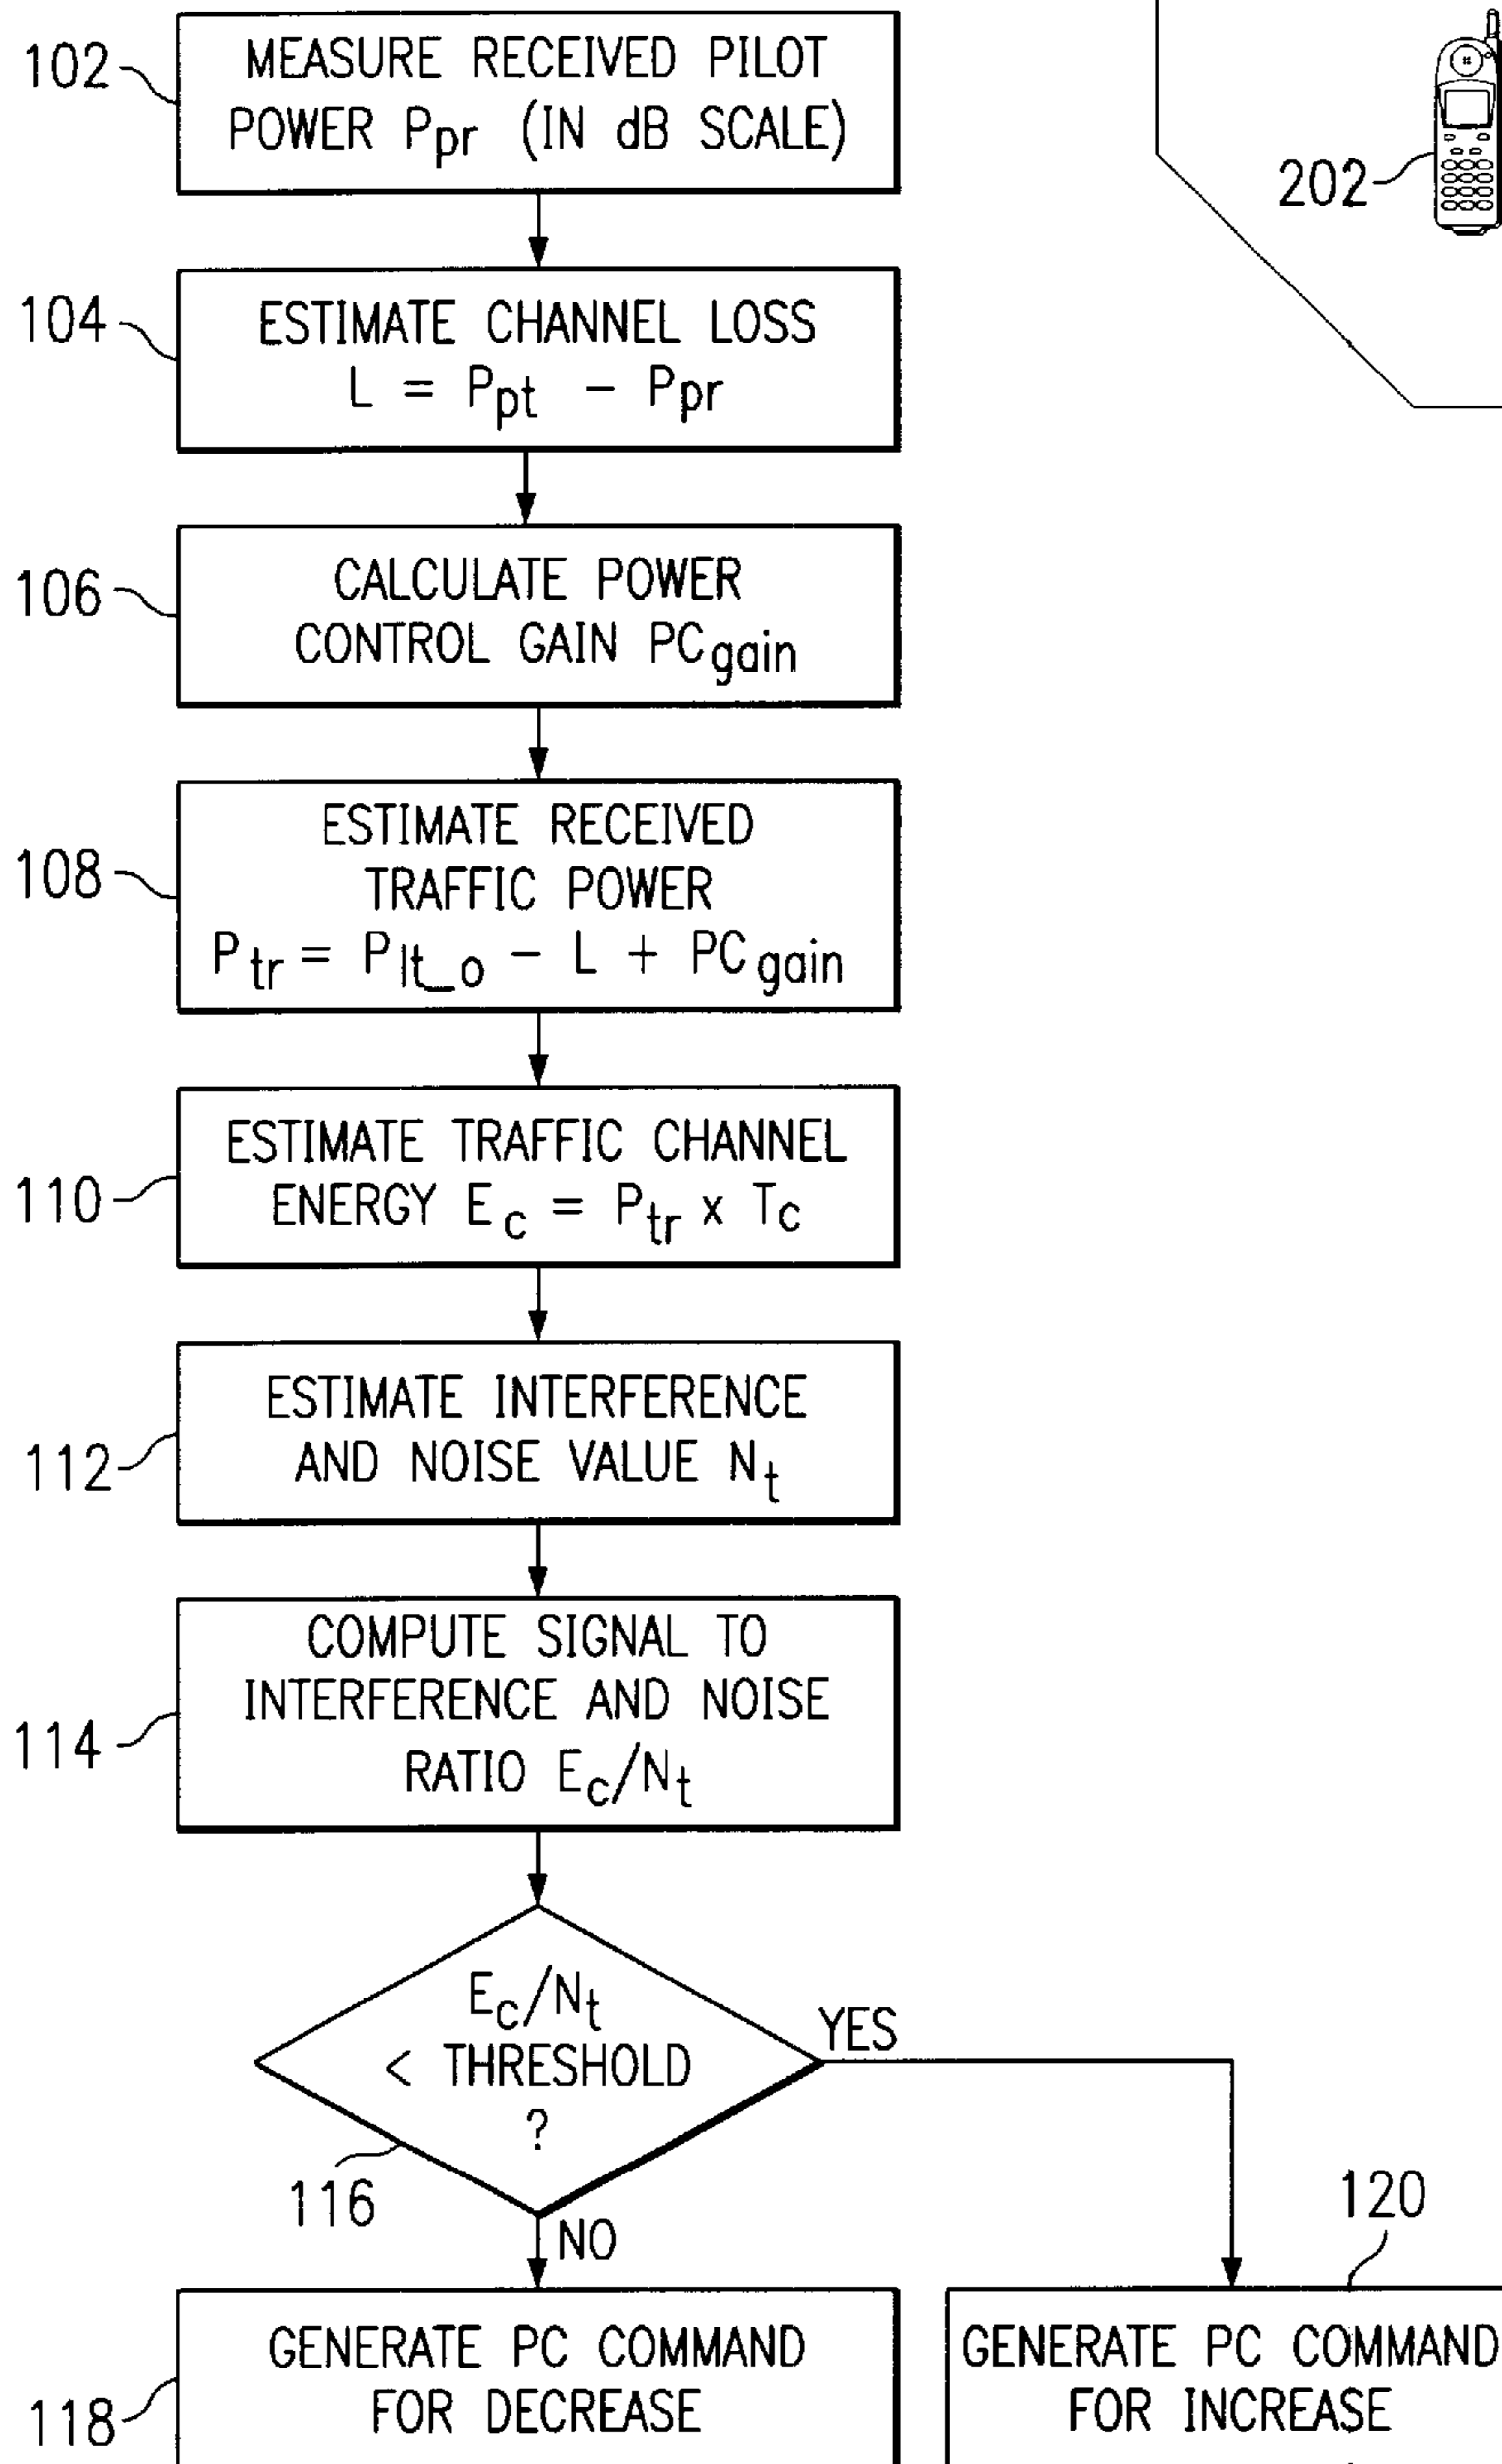 102
MEASURE RECEIVED PILOT
POWER Ppr (IN dB SCALE)
202
104
ESTIMATE CHANNEL LOSS
L = Ppt - Ppr
106
CALCULATE POWER
CONTROL GAIN PCgain
108
ESTIMATE RECEIVED
TRAFFIC POWER
Ptr = Plt_o - L + PCgain
110
ESTIMATE TRAFFIC CHANNEL
ENERGY Ec = Ptr x Tc
112
ESTIMATE INTERFERENCE
AND NOISE VALUE Nt
114
COMPUTE SIGNAL TO
INTERFERENCE AND NOISE
RATIO Ec/Nt
Ec/Nt
< THRESHOLD
?
YES
116
NO
120
118
GENERATE PC COMMAND
FOR DECREASE
GENERATE PC COMMAND
FOR INCREASE